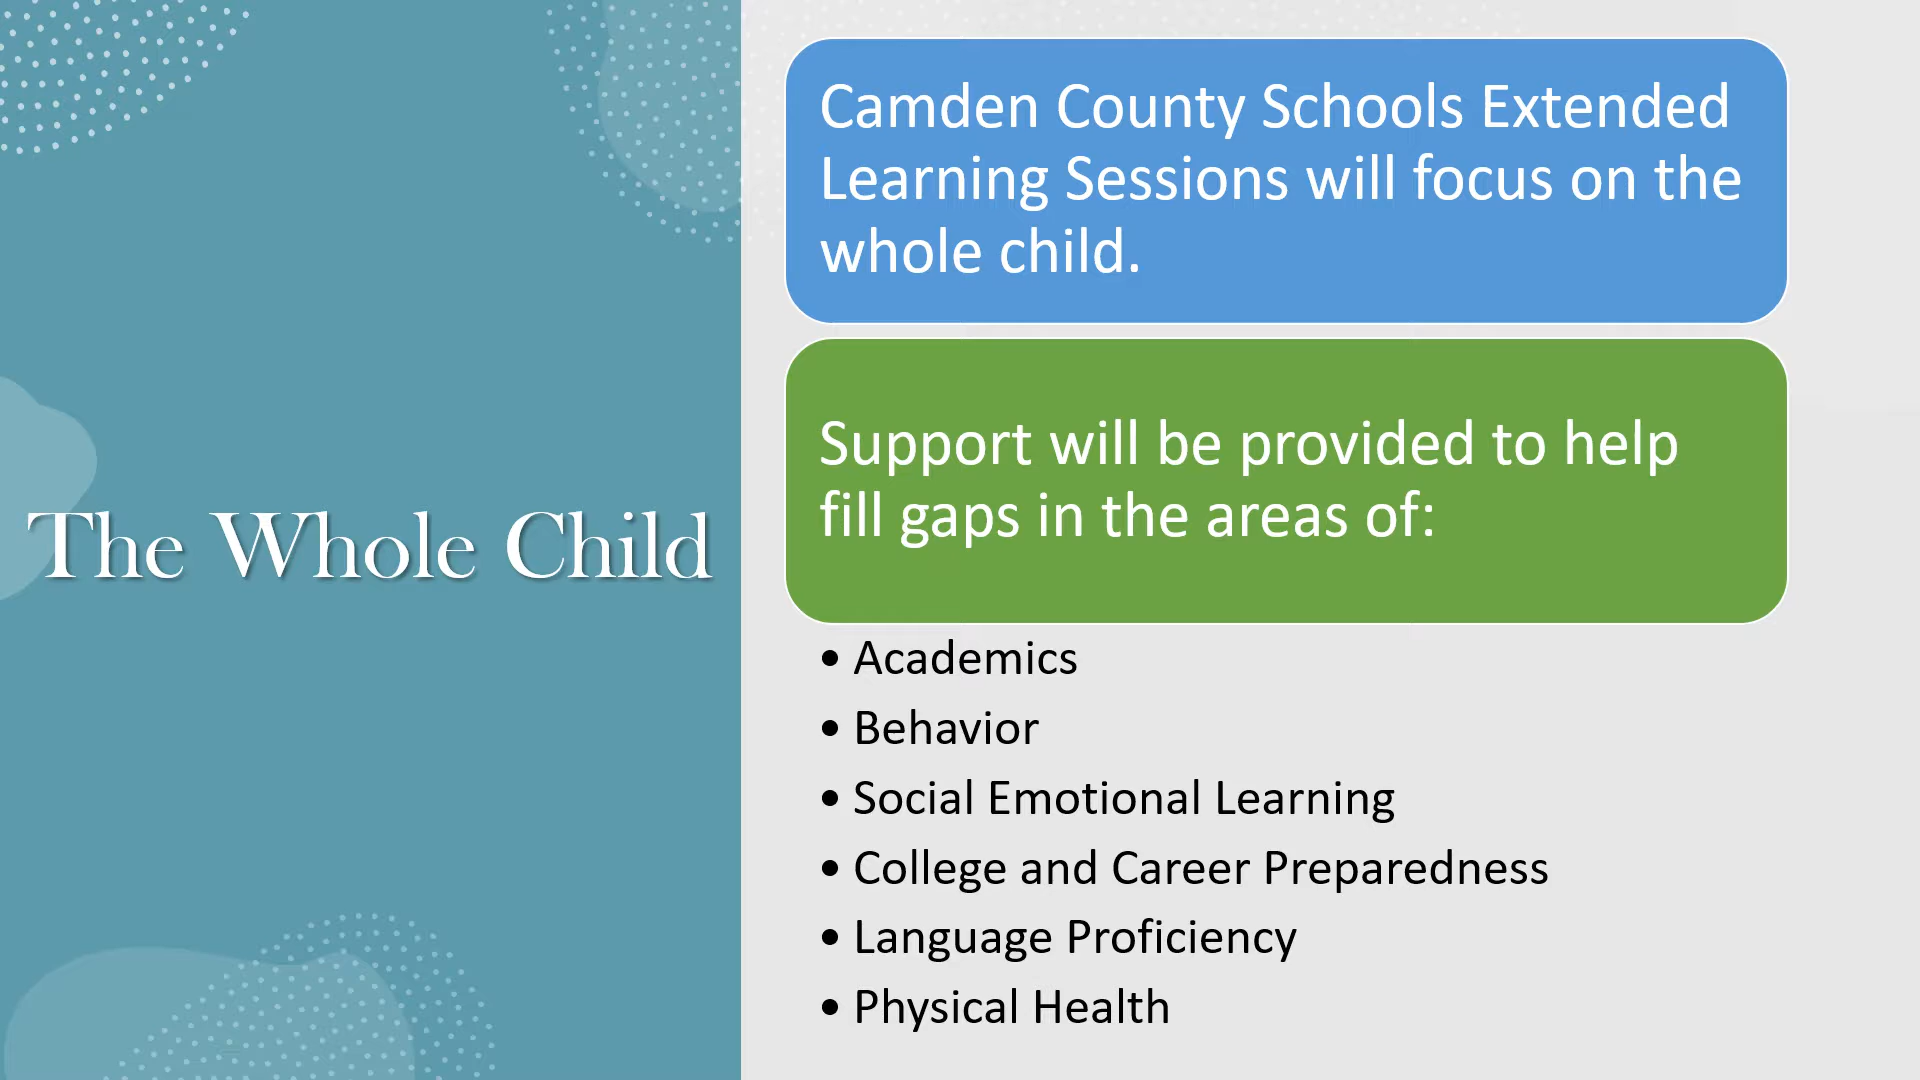 The Whole Child
Camden County Schools Extended
Learning Sessions will focus on the
whole child.
Support will be provided to help
fill gaps in the areas of:
• Academics
• Behavior
• Social Emotional Learning
• College and Career Preparedness
• Language Proficiency
• Physical Health